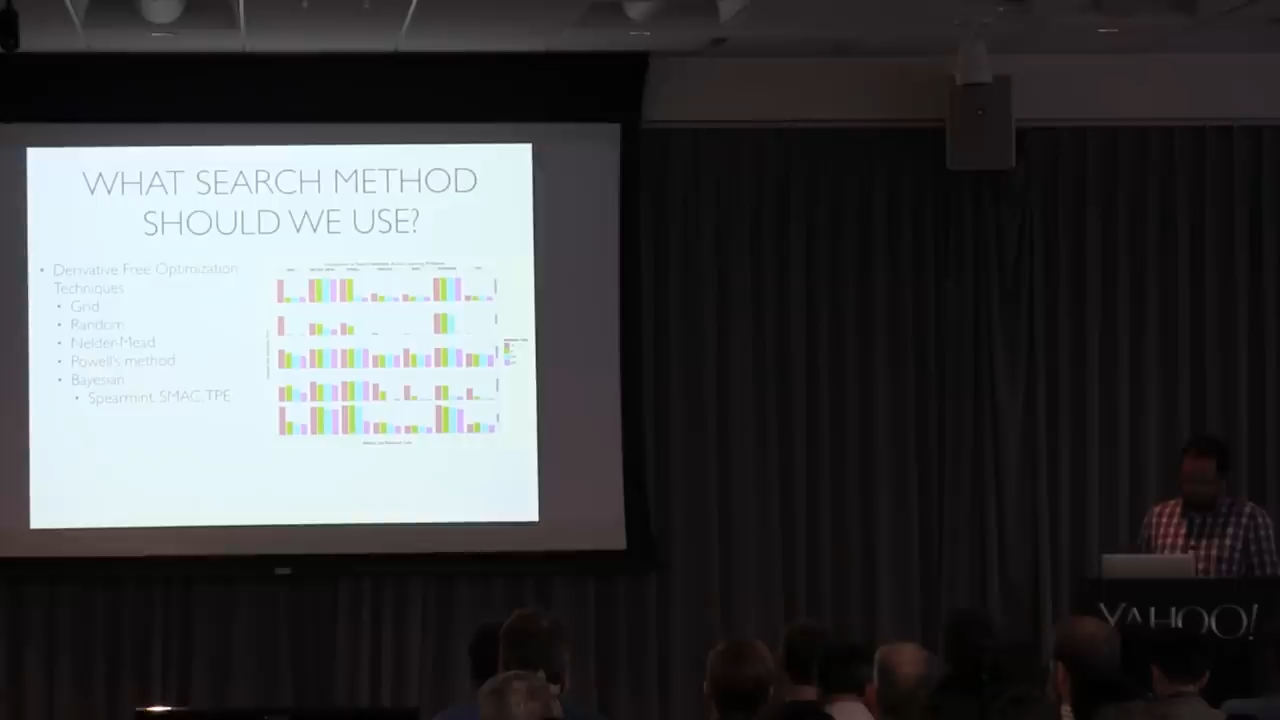 WHAT SEARCH METHOD
SHOULD WE USE?
• Derivative Free Optimization
Techniques
• Grid
• Random
• Nelder-Mead
• Powell's method
• Bayesian
• Spearmint, SMAC, TPE
YAHOO!